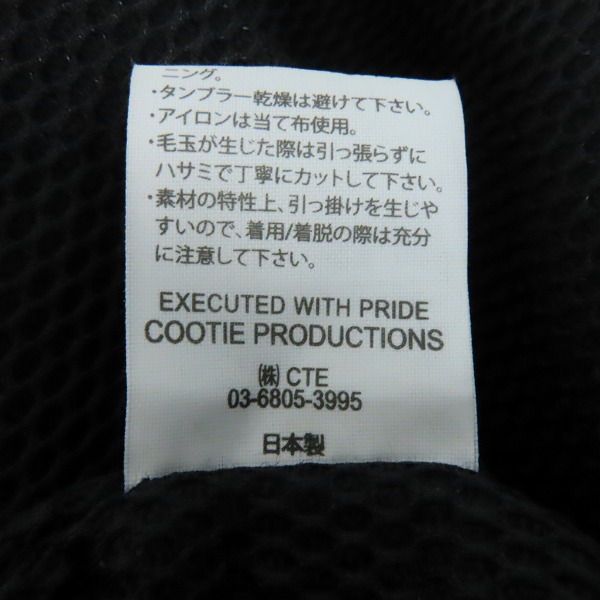 ニング。
・タンブラー乾燥は避けて下さい。
・アイロンは当て布使用。
・毛玉が生じた際は引っ張らずに
ハサミで丁寧にカットして下さい。
・素材の特性上、引っ掛けを生じや
すいので、着用/着脱の際は充分
に注意して下さい。
EXECUTED WITH PRIDE
COOTIE PRODUCTIONS
㈱ CTE
03-6805-3995
日本製